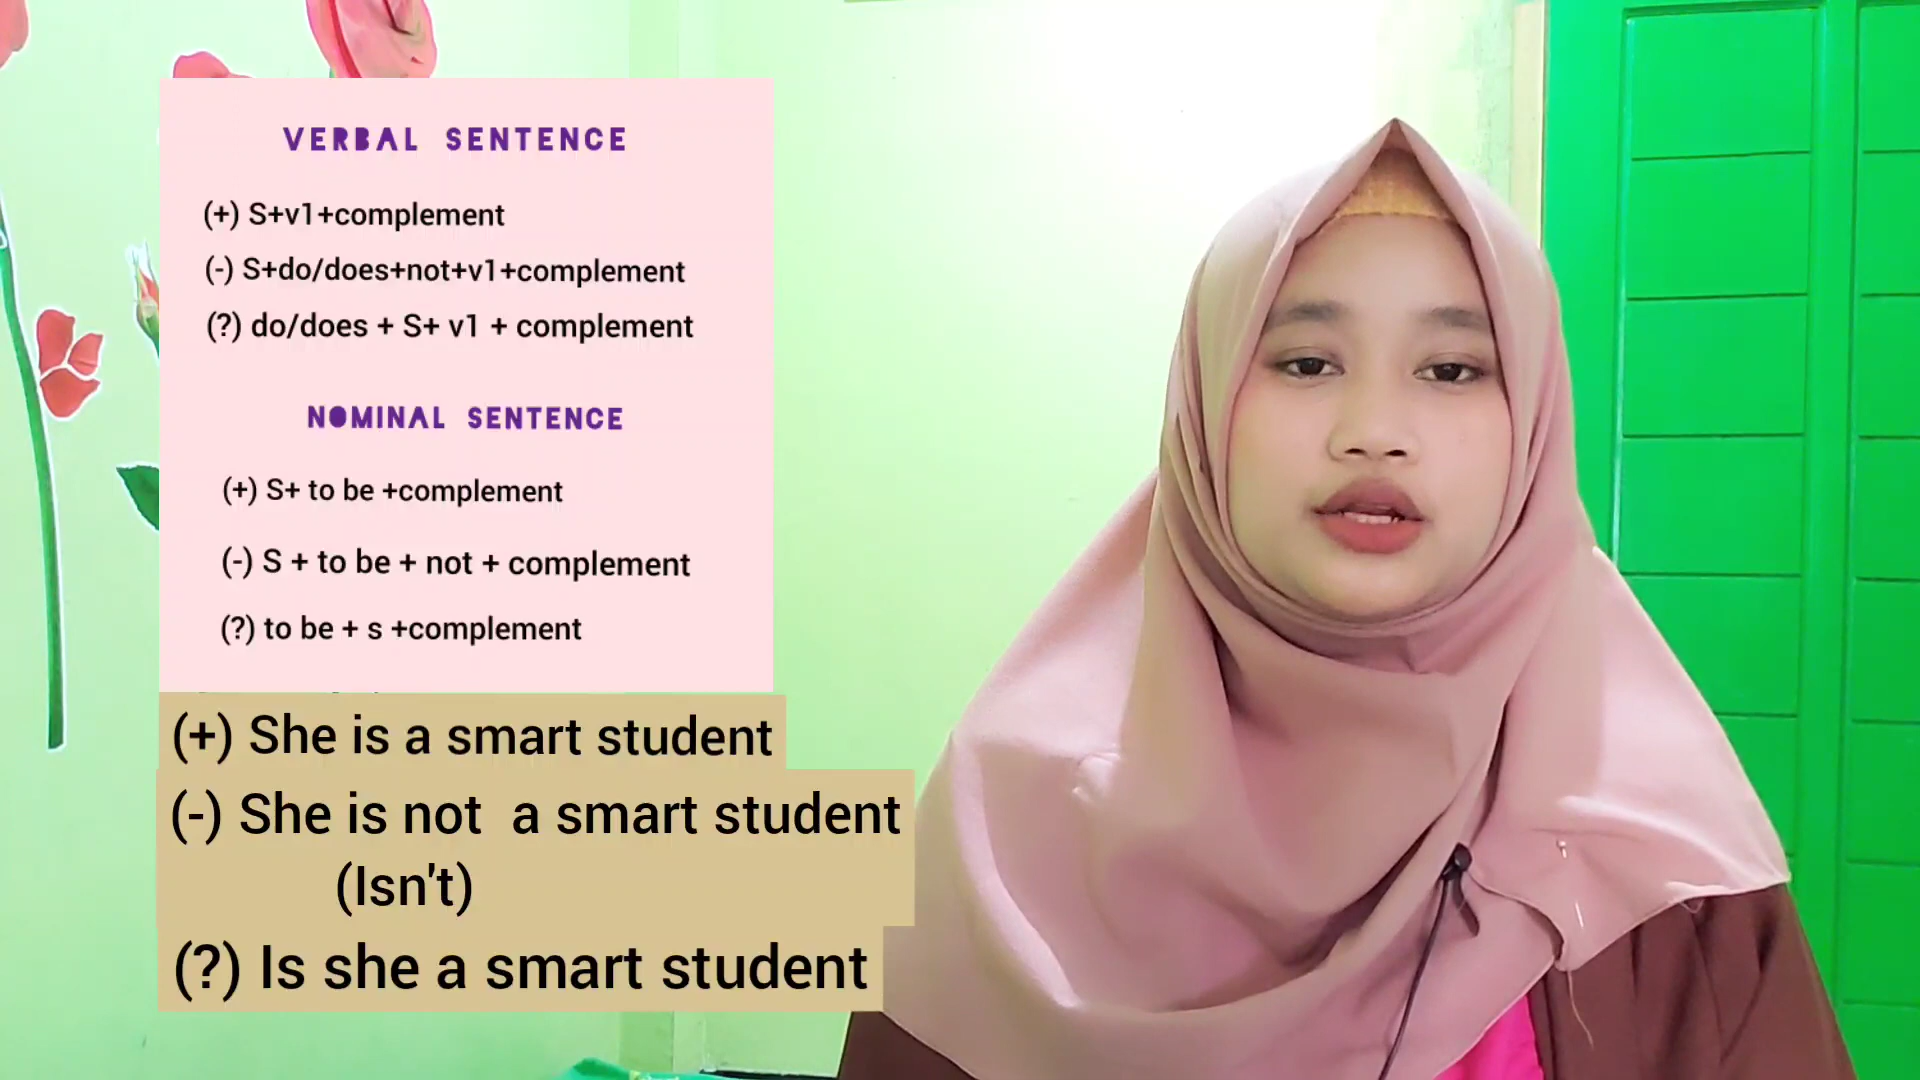 VERBAL SENTENCE
(+) S+v1+complement
(-) S+do/does+not+v1+complement
(?) do/does + S+ v1 + complement
NOMINAL SENTENCE
(+) S+ to be +complement
(-) S + to be + not + complement
(?) to be + s +complement
(+) She is a smart student
(-) She is not a smart student
(Isn't)
(?) Is she a smart student